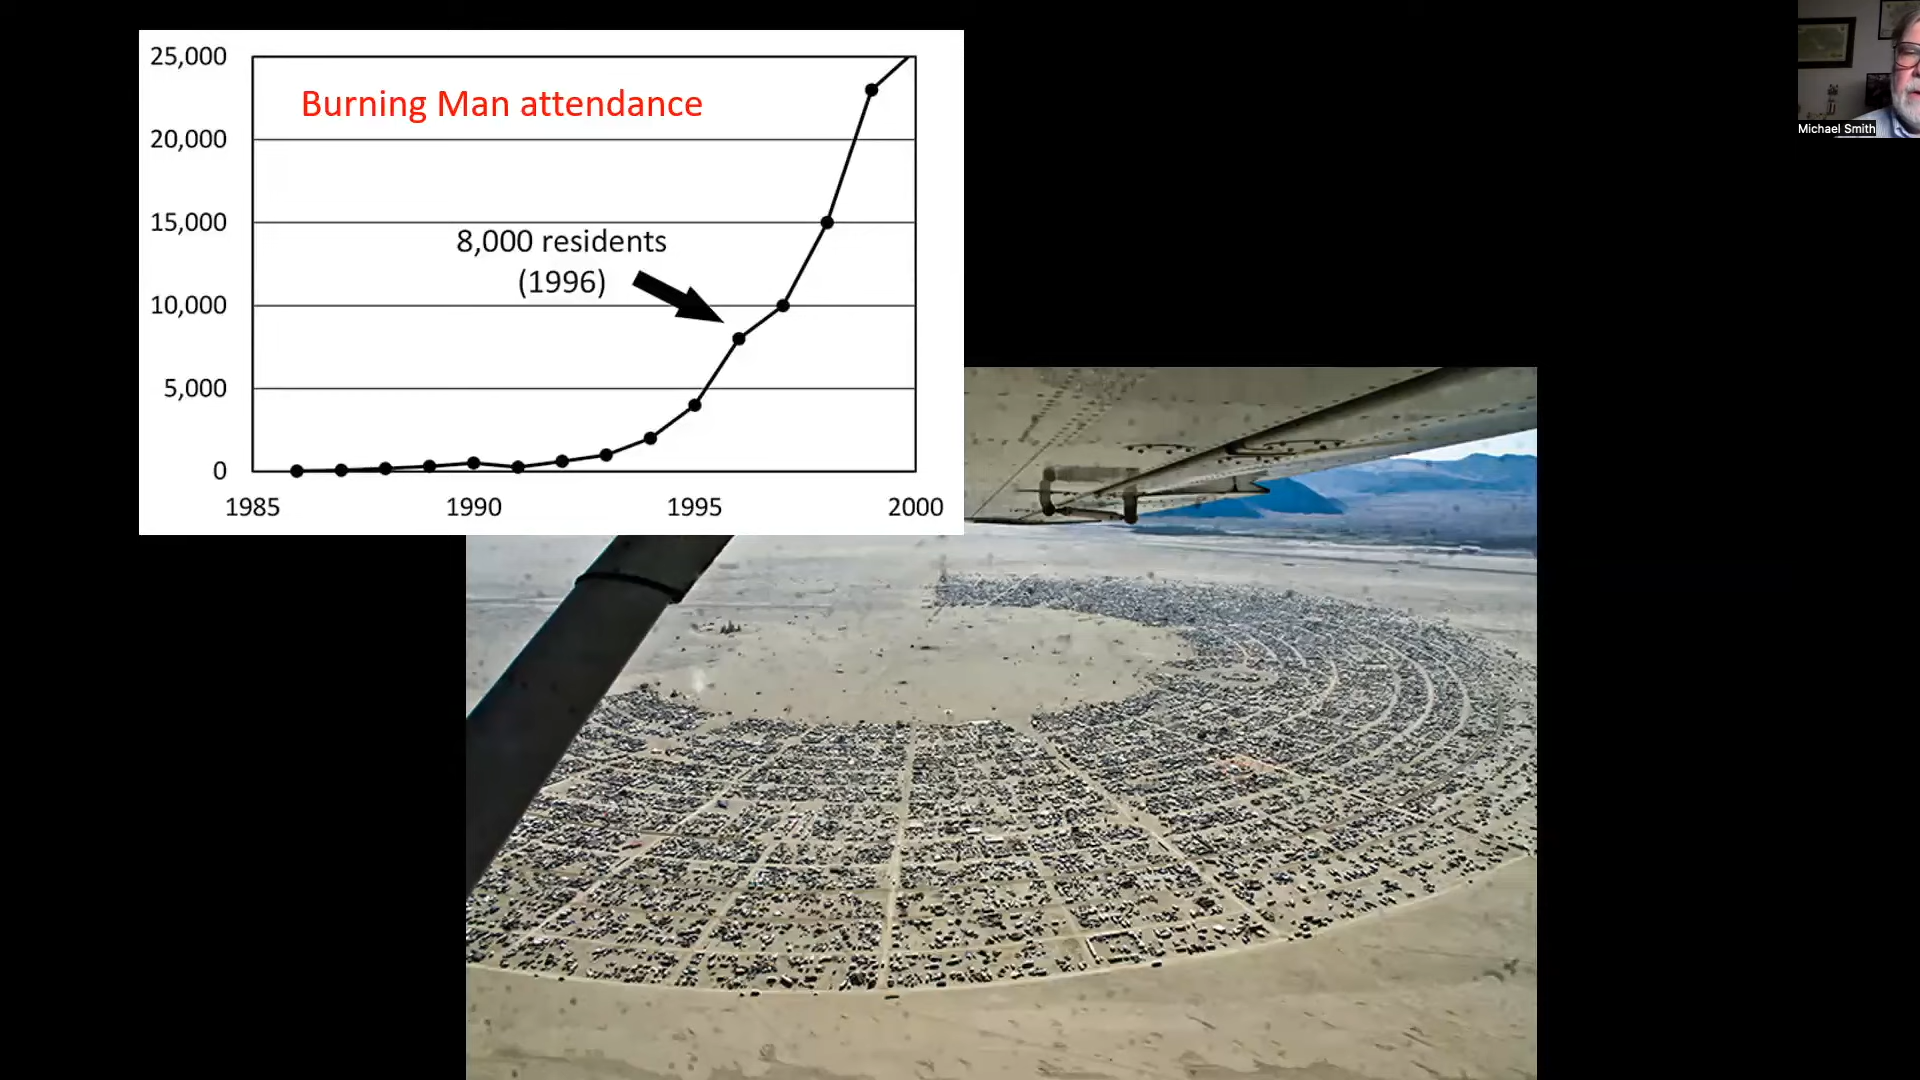 Burning Man attendance
25,000
20,000
15,000
10,000
5,000
0
8,000 residents
(1996)
1985 1990 1995 2000
Michael Smith